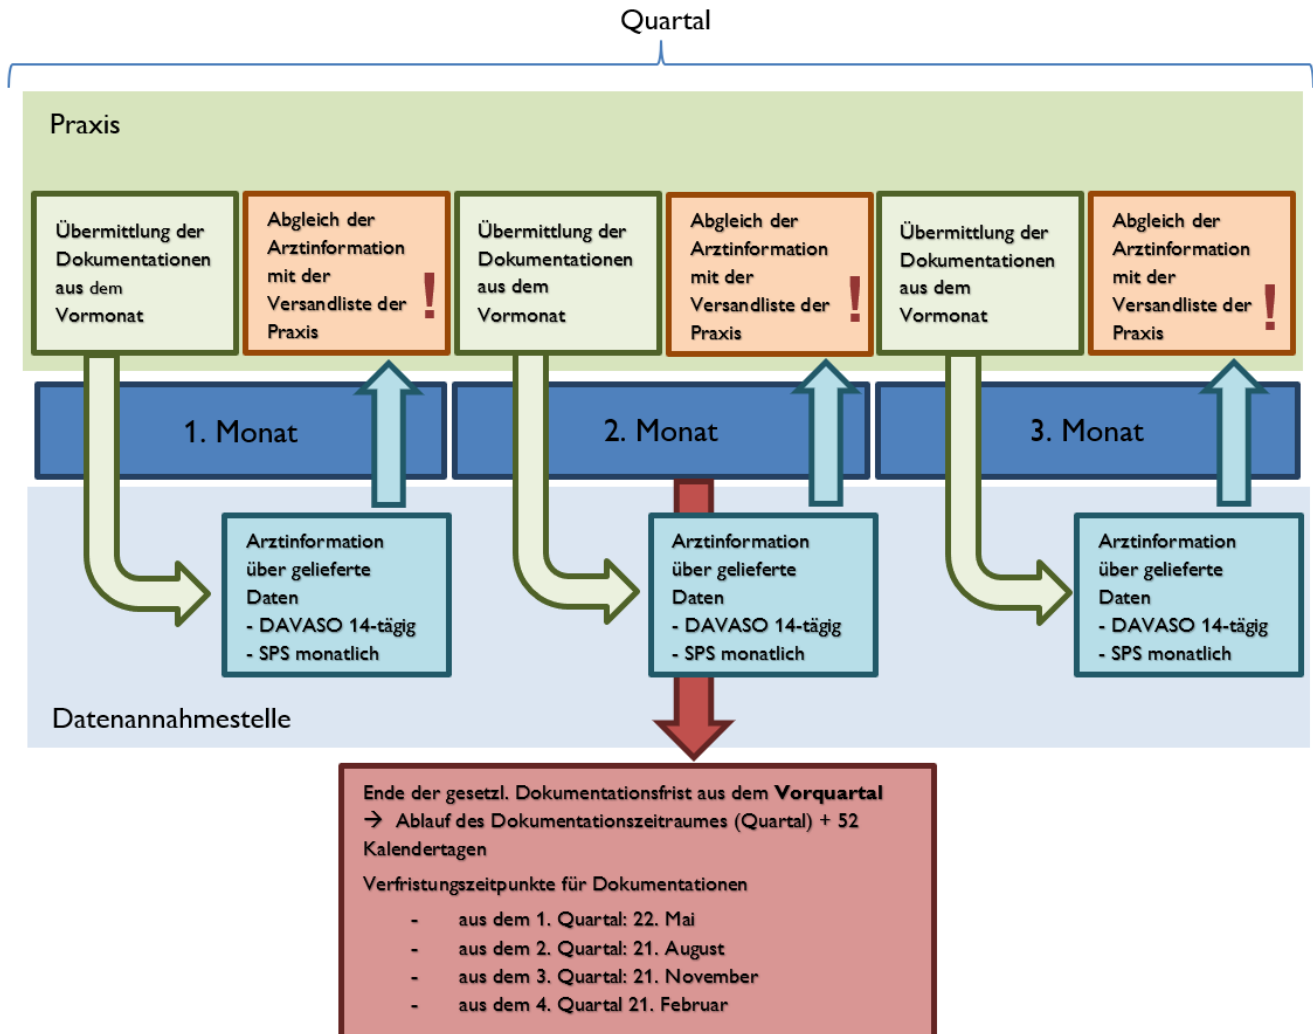 Quartal
Praxis
Übermittlung der
Dokumentationen
aus dem
Vormonat
Abgleich der
Arztinformation
mit der
Versandliste der
Praxis
!
Übermittlung der
Dokumentationen
aus dem
Vormonat
Abgleich der
Arztinformation
mit der
Versandliste der
Praxis
!
Übermittlung der
Dokumentationen
aus dem
Vormonat
Abgleich der
Arztinformation
mit der
Versandliste der
Praxis
!
1. Monat
2. Monat
3. Monat
Arztinformation
über gelieferte
Daten
- DAVASO 14-tägig
- SPS monatlich
Arztinformation
über gelieferte
Daten
- DAVASO 14-tägig
- SPS monatlich
Arztinformation
über gelieferte
Daten
- DAVASO 14-tägig
- SPS monatlich
Datenannahmestelle
Ende der gesetzl. Dokumentationsfrist aus dem Vorquartal
→ Ablauf des Dokumentationszeitraumes (Quartal) + 52
Kalendertagen
Verfristungszeitpunkte für Dokumentationen
- aus dem 1. Quartal: 22. Mai
- aus dem 2. Quartal: 21. August
- aus dem 3. Quartal: 21. November
- aus dem 4. Quartal 21. Februar